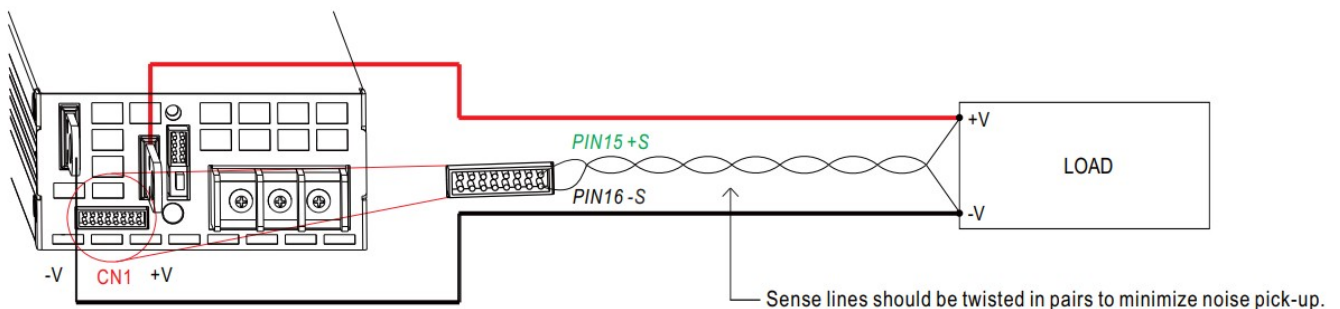 PIN15 +S
+V
LOAD
PIN16 -S
-V
-V
CN1
+V
Sense lines should be twisted in pairs to minimize noise pick-up.